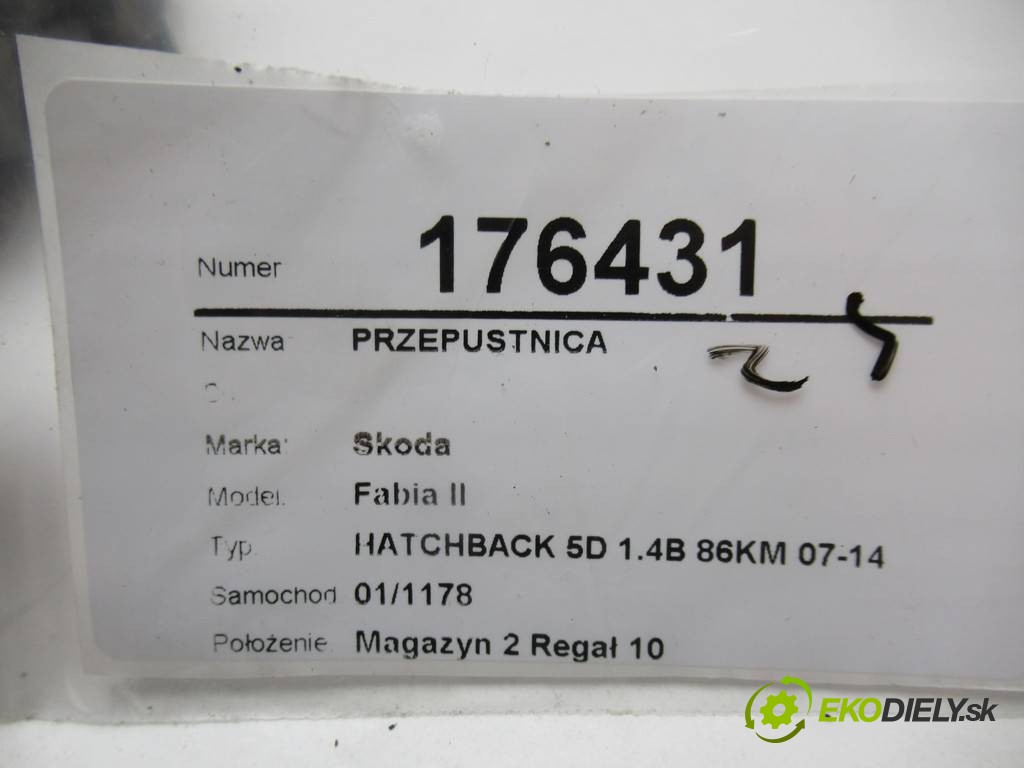 Numer 176431
Nazwa PRZEPUSTNICA
Marka: Skoda
Model: Fabia II
Typ. HATCHBACK 5D 1.4B 86KM 07-14
Samochod 01/1178
Położenie. Magazyn 2 Regał 10
EKODIELY.sk